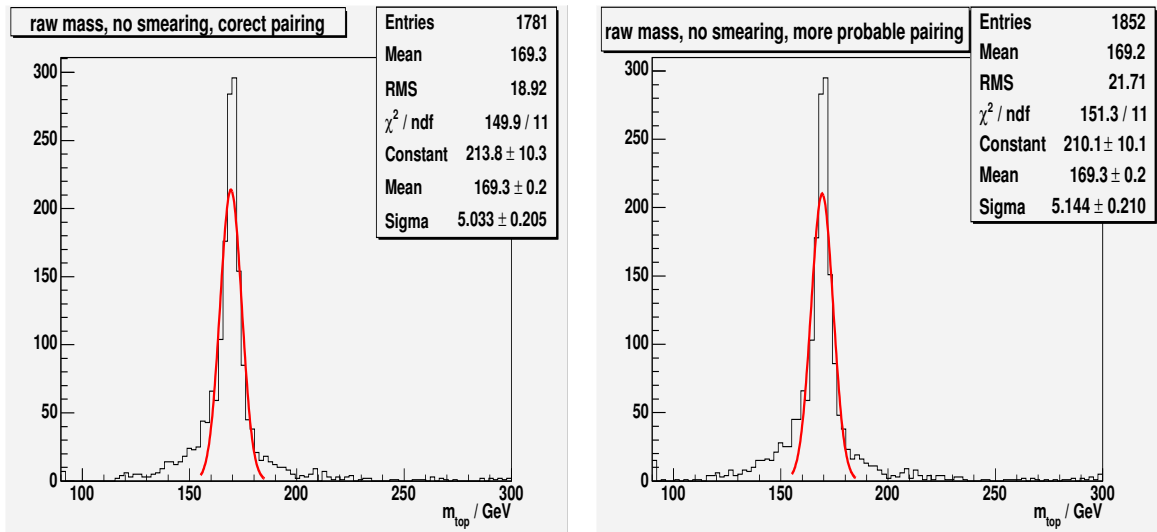 raw mass, no smearing, corect pairing
Entries 1781
Mean 169.3
RMS 18.92
χ² / ndf 149.9 / 11
Constant 213.8 ± 10.3
Mean 169.3 ± 0.2
Sigma 5.033 ± 0.205
300
250
200
150
100
50
0
100 150 200 250 300
m_top / GeV
raw mass, no smearing, more probable pairing
Entries 1852
Mean 169.2
RMS 21.71
χ² / ndf 151.3 / 11
Constant 210.1 ± 10.1
Mean 169.3 ± 0.2
Sigma 5.144 ± 0.210
300
250
200
150
100
50
0
100 150 200 250 300
m_top / GeV